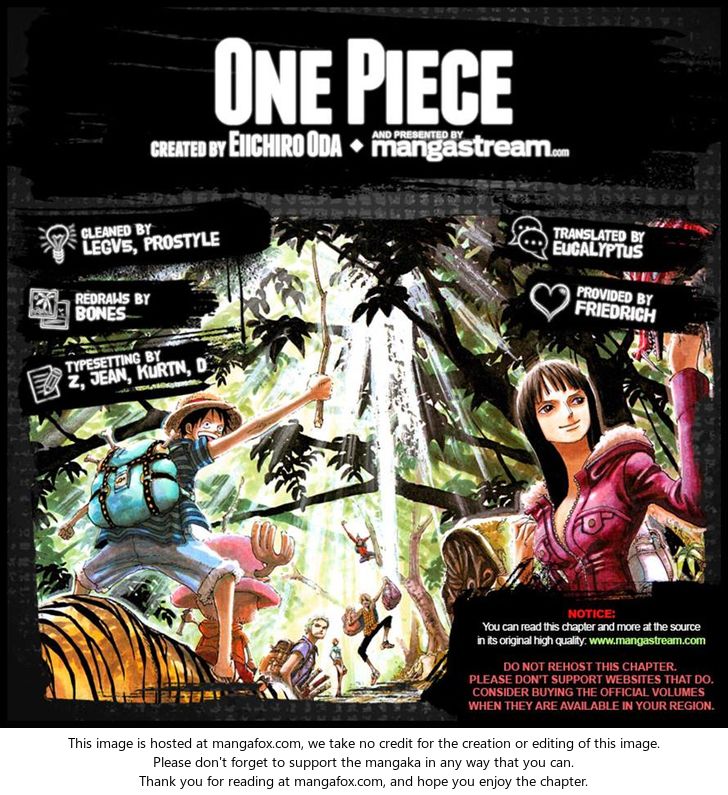 ONE PIECE
CREATED BY EIICHIRO ODA ◆ AND PRESENTED BY mangastream.com
CLEANED BY
LEGV5, PROSTYLE
TRANSLATED BY
EUCALYPTUS
REDRAWS BY
BONES
PROVIDED BY
FRIEDRICH
TYPESETTING BY
Z, JEAN, KURTN, D
NOTICE:
You can read this chapter and more at the source
in its original high quality: www.mangastream.com
DO NOT REHOST THIS CHAPTER.
PLEASE DON'T SUPPORT WEBSITES THAT DO.
CONSIDER BUYING THE OFFICIAL VOLUMES
WHEN THEY ARE AVAILABLE IN YOUR REGION.
This image is hosted at mangafox.com, we take no credit for the creation or editing of this image.
Please don't forget to support the mangaka in any way that you can.
Thank you for reading at mangafox.com, and hope you enjoy the chapter.